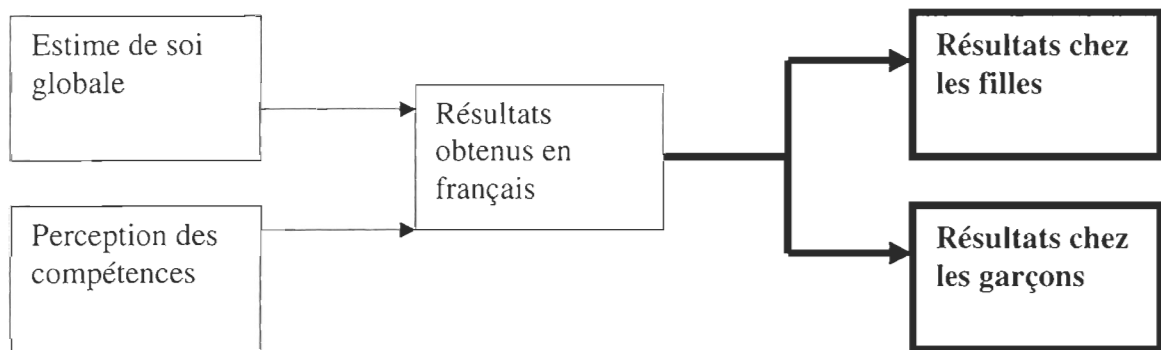 Estime de soi
globale
Perception des
compétences
Résultats
obtenus en
français
Résultats chez
les filles
Résultats chez
les garçons